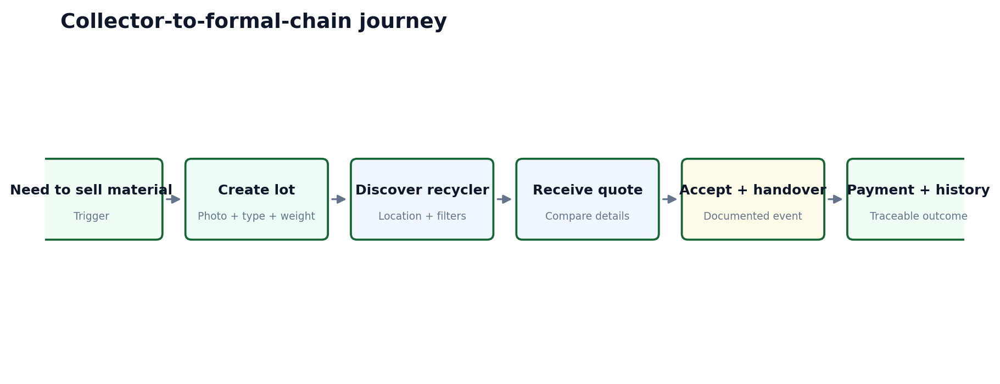 Collector-to-formal-chain journey
Need to sell material
Trigger
Create lot
Photo + type + weight
Discover recycler
Location + filters
Receive quote
Compare details
Accept + handover
Documented event
Payment + history
Traceable outcome